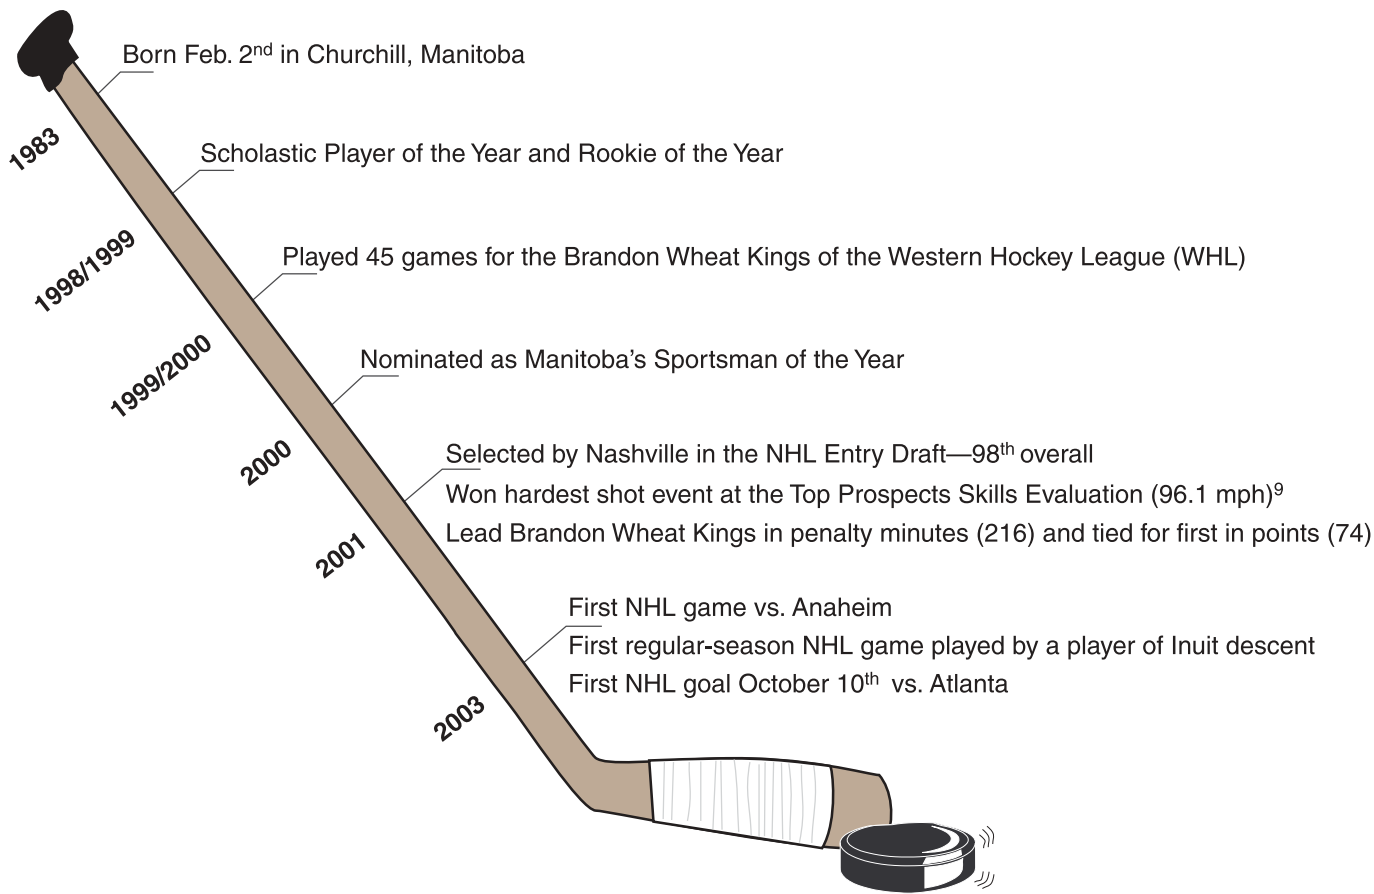 Born Feb. 2nd in Churchill, Manitoba
1983
Scholastic Player of the Year and Rookie of the Year
1998/1999
Played 45 games for the Brandon Wheat Kings of the Western Hockey League (WHL)
1999/2000
Nominated as Manitoba’s Sportsman of the Year
2000
Selected by Nashville in the NHL Entry Draft—98th overall
Won hardest shot event at the Top Prospects Skills Evaluation (96.1 mph)9
Lead Brandon Wheat Kings in penalty minutes (216) and tied for first in points (74)
2001
First NHL game vs. Anaheim
First regular-season NHL game played by a player of Inuit descent
First NHL goal October 10th vs. Atlanta
2003